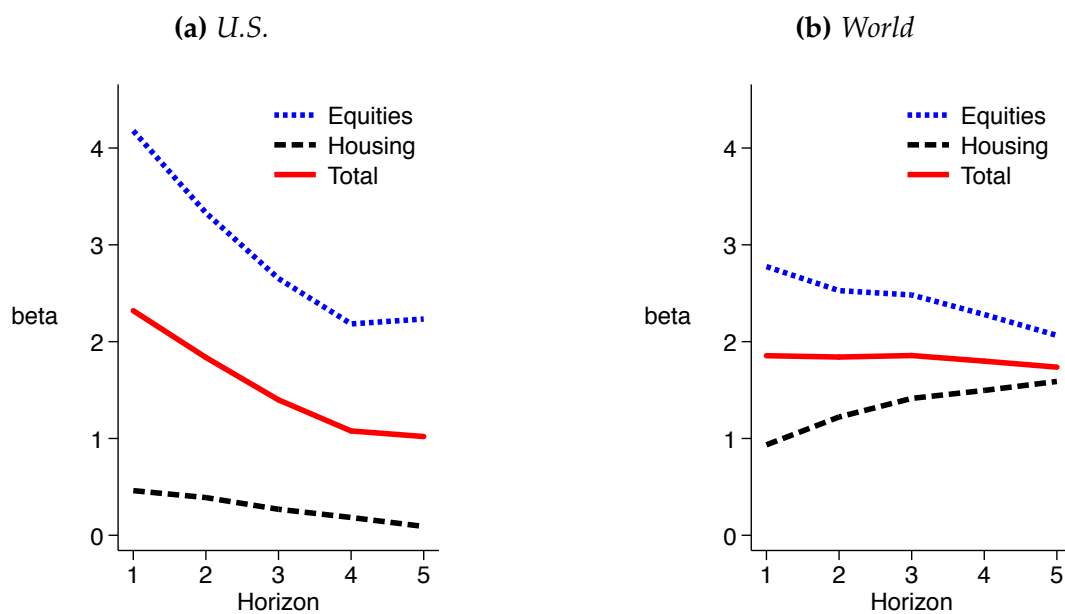 (a) U.S.
Equities
Housing
Total
4
3
2
1
0
beta
1 2 3 4 5
Horizon
(b) World
Equities
Housing
Total
4
3
2
1
0
beta
1 2 3 4 5
Horizon